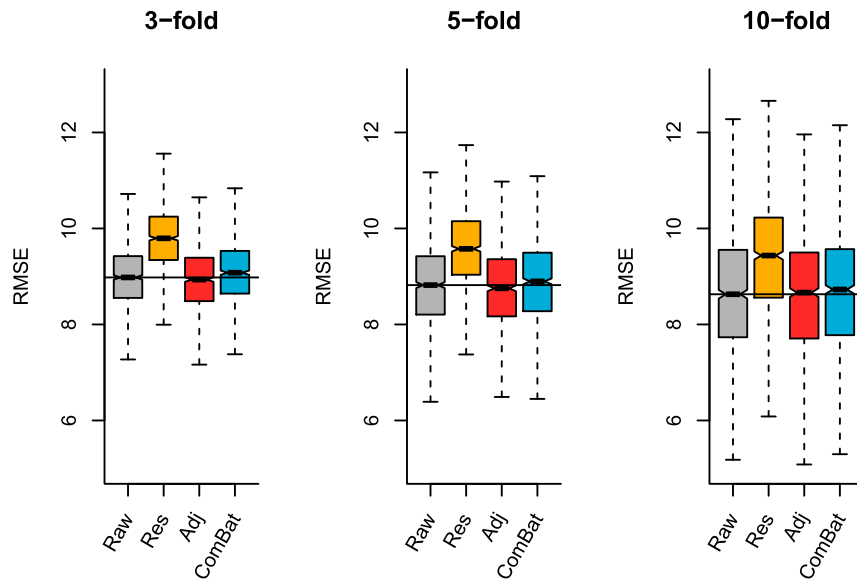 3−fold
RMSE
12
10
8
6
Raw
Res
Adj
ComBat
5−fold
RMSE
12
10
8
6
Raw
Res
Adj
ComBat
10−fold
RMSE
12
10
8
6
Raw
Res
Adj
ComBat